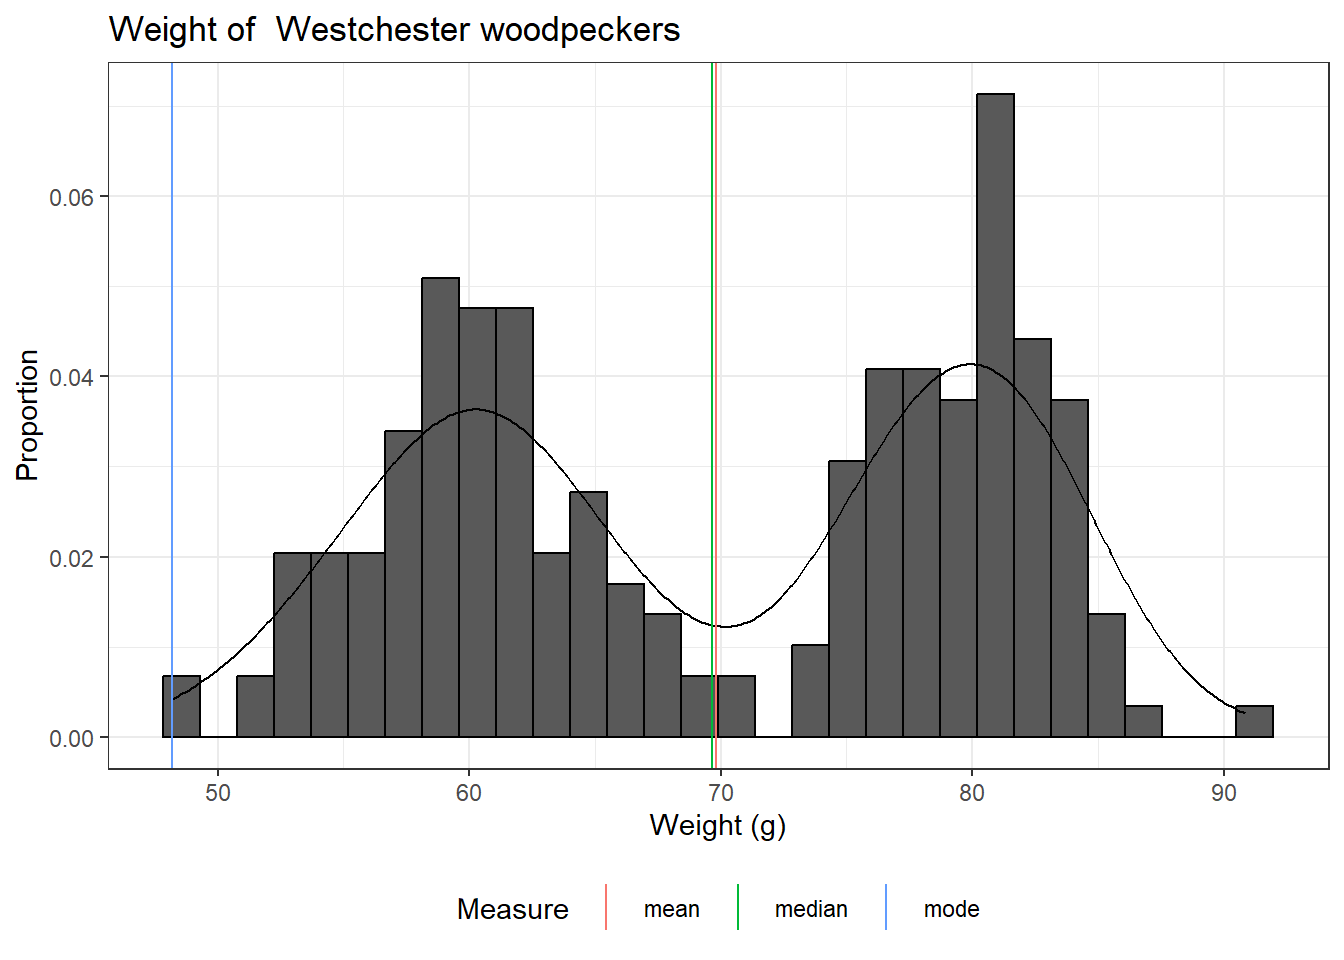 Weight of  Westchester woodpeckers
Proportion
0.06
0.04
0.02
0.00
50 60 70 80 90
Weight (g)
Measure mean median mode